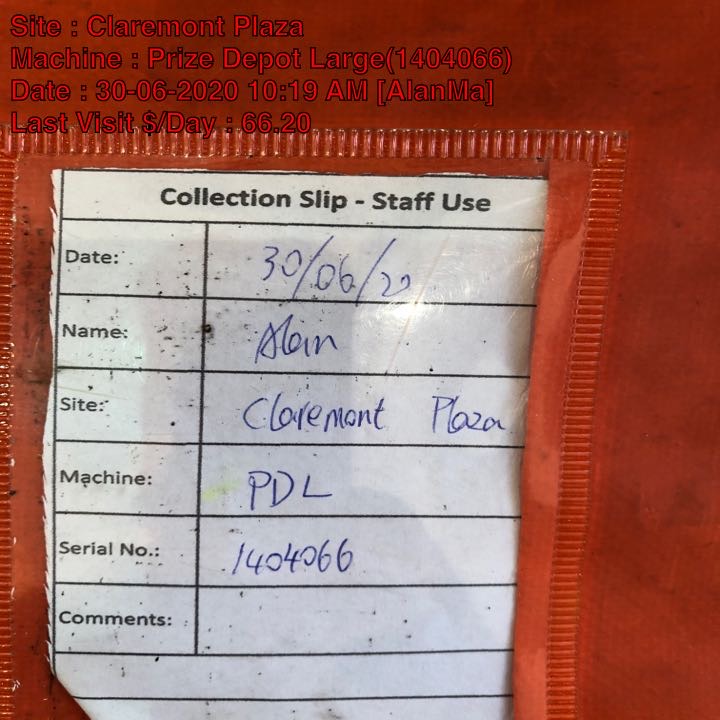 Site : Claremont Plaza
Machine : Prize Depot Large(1404066)
Date : 30-06-2020 10:19 AM [AlanMa]
Last Visit $/Day : 66.20
Collection Slip - Staff Use
Date: 30/06/20
Name: Alan
Site: Claremont Plaza
Machine: PDL
Serial No.: 1404066
Comments: